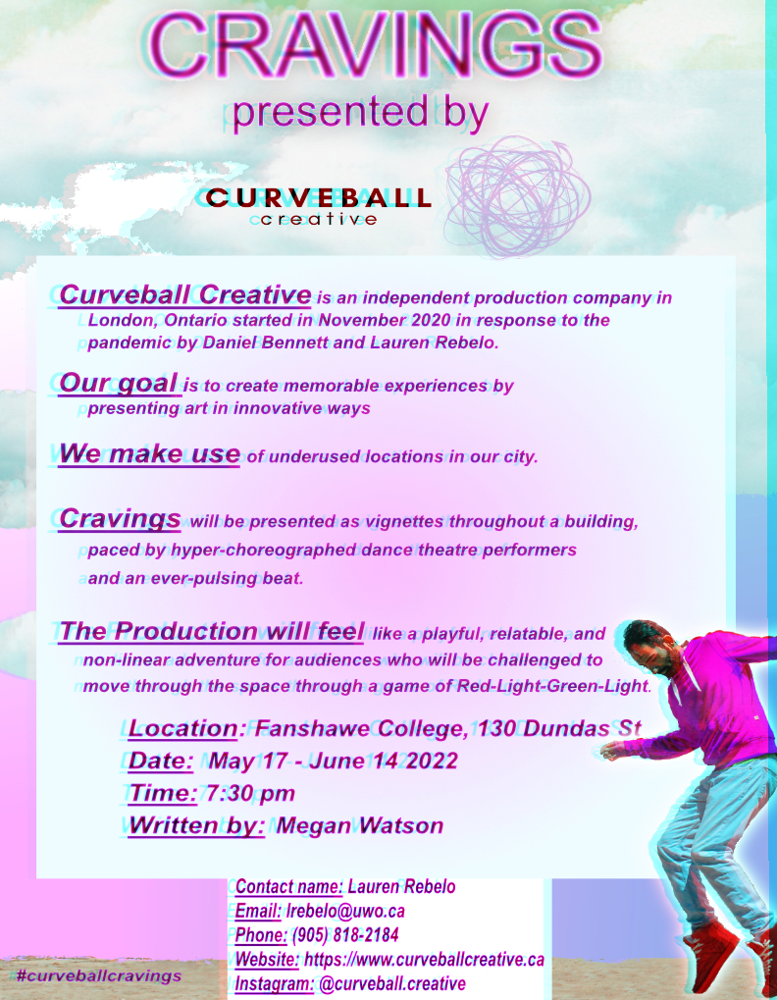 CRAVINGS
presented by
CURVEBALL
creative
Curveball Creative is an independent production company in
London, Ontario started in November 2020 in response to the
pandemic by Daniel Bennett and Lauren Rebelo.
Our goal is to create memorable experiences by
presenting art in innovative ways
We make use of underused locations in our city.
Cravings will be presented as vignettes throughout a building,
paced by hyper-choreographed dance theatre performers
and an ever-pulsing beat.
The Production will feel like a playful, relatable, and
non-linear adventure for audiences who will be challenged to
move through the space through a game of Red-Light-Green-Light.
Location: Fanshawe College, 130 Dundas St
Date: May 17 - June 14 2022
Time: 7:30 pm
Written by: Megan Watson
Contact name: Lauren Rebelo
Email: lrebelo@uwo.ca
Phone: (905) 818-2184
Website: https://www.curveballcreative.ca
Instagram: @curveball.creative
#curveballcravings